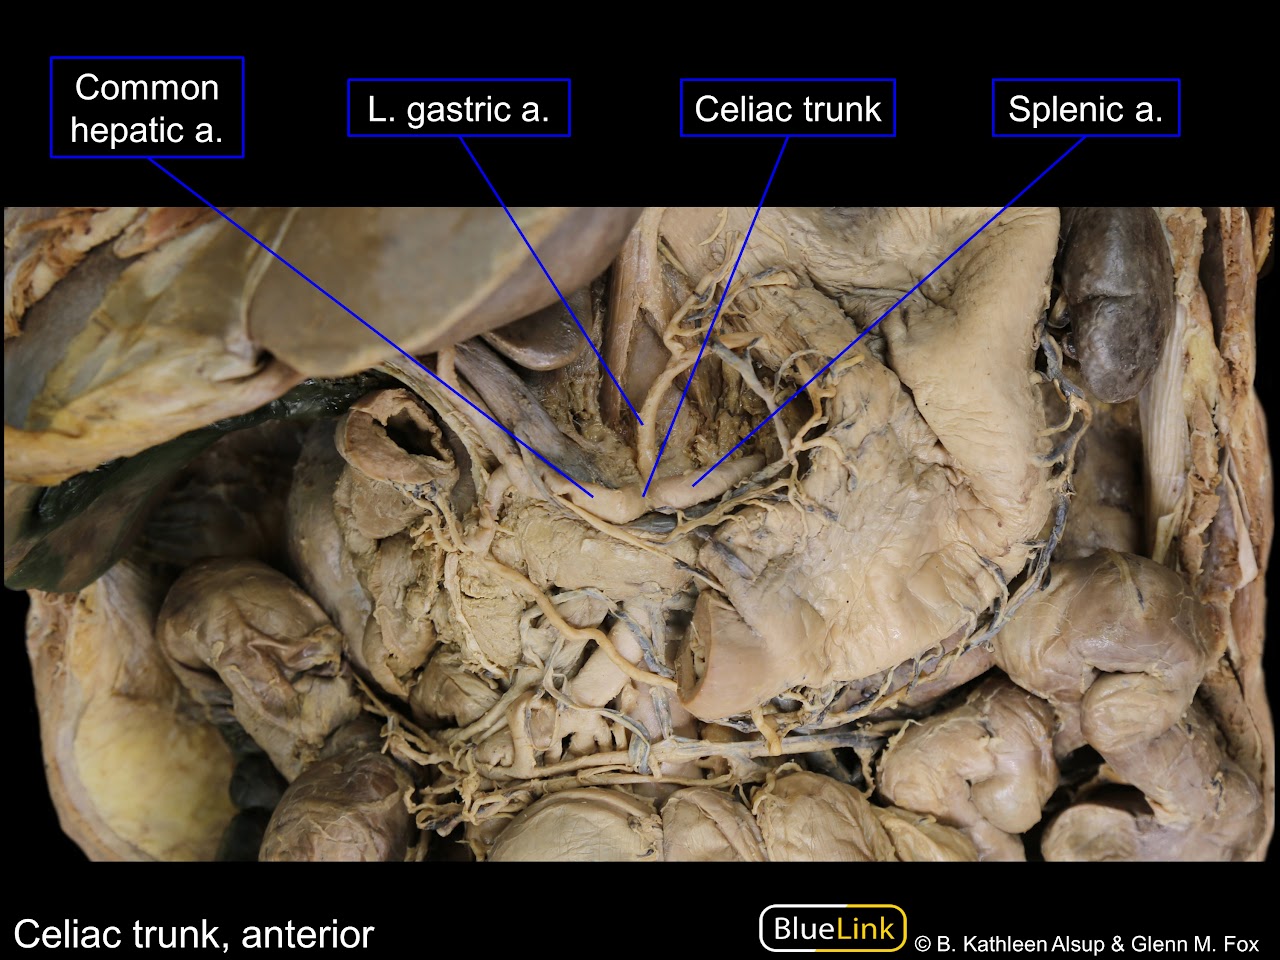 Common
hepatic a.
L. gastric a.
Celiac trunk
Splenic a.
Celiac trunk, anterior
BlueLink
© B. Kathleen Alsup & Glenn M. Fox